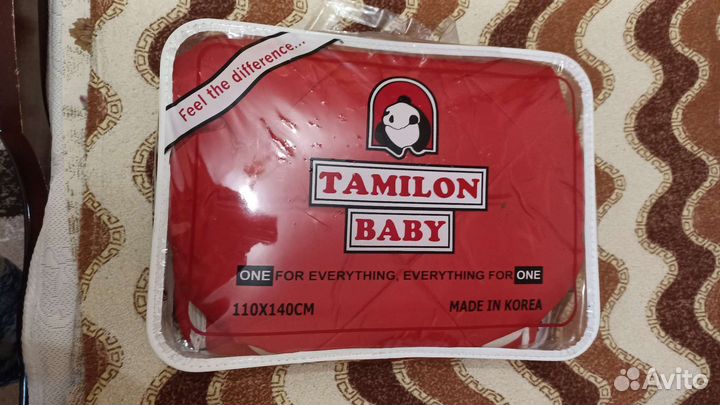 Feel the difference...
TAMILON
BABY
ONE FOR EVERYTHING, EVERYTHING FOR ONE
110X140CM
MADE IN KOREA
Avito